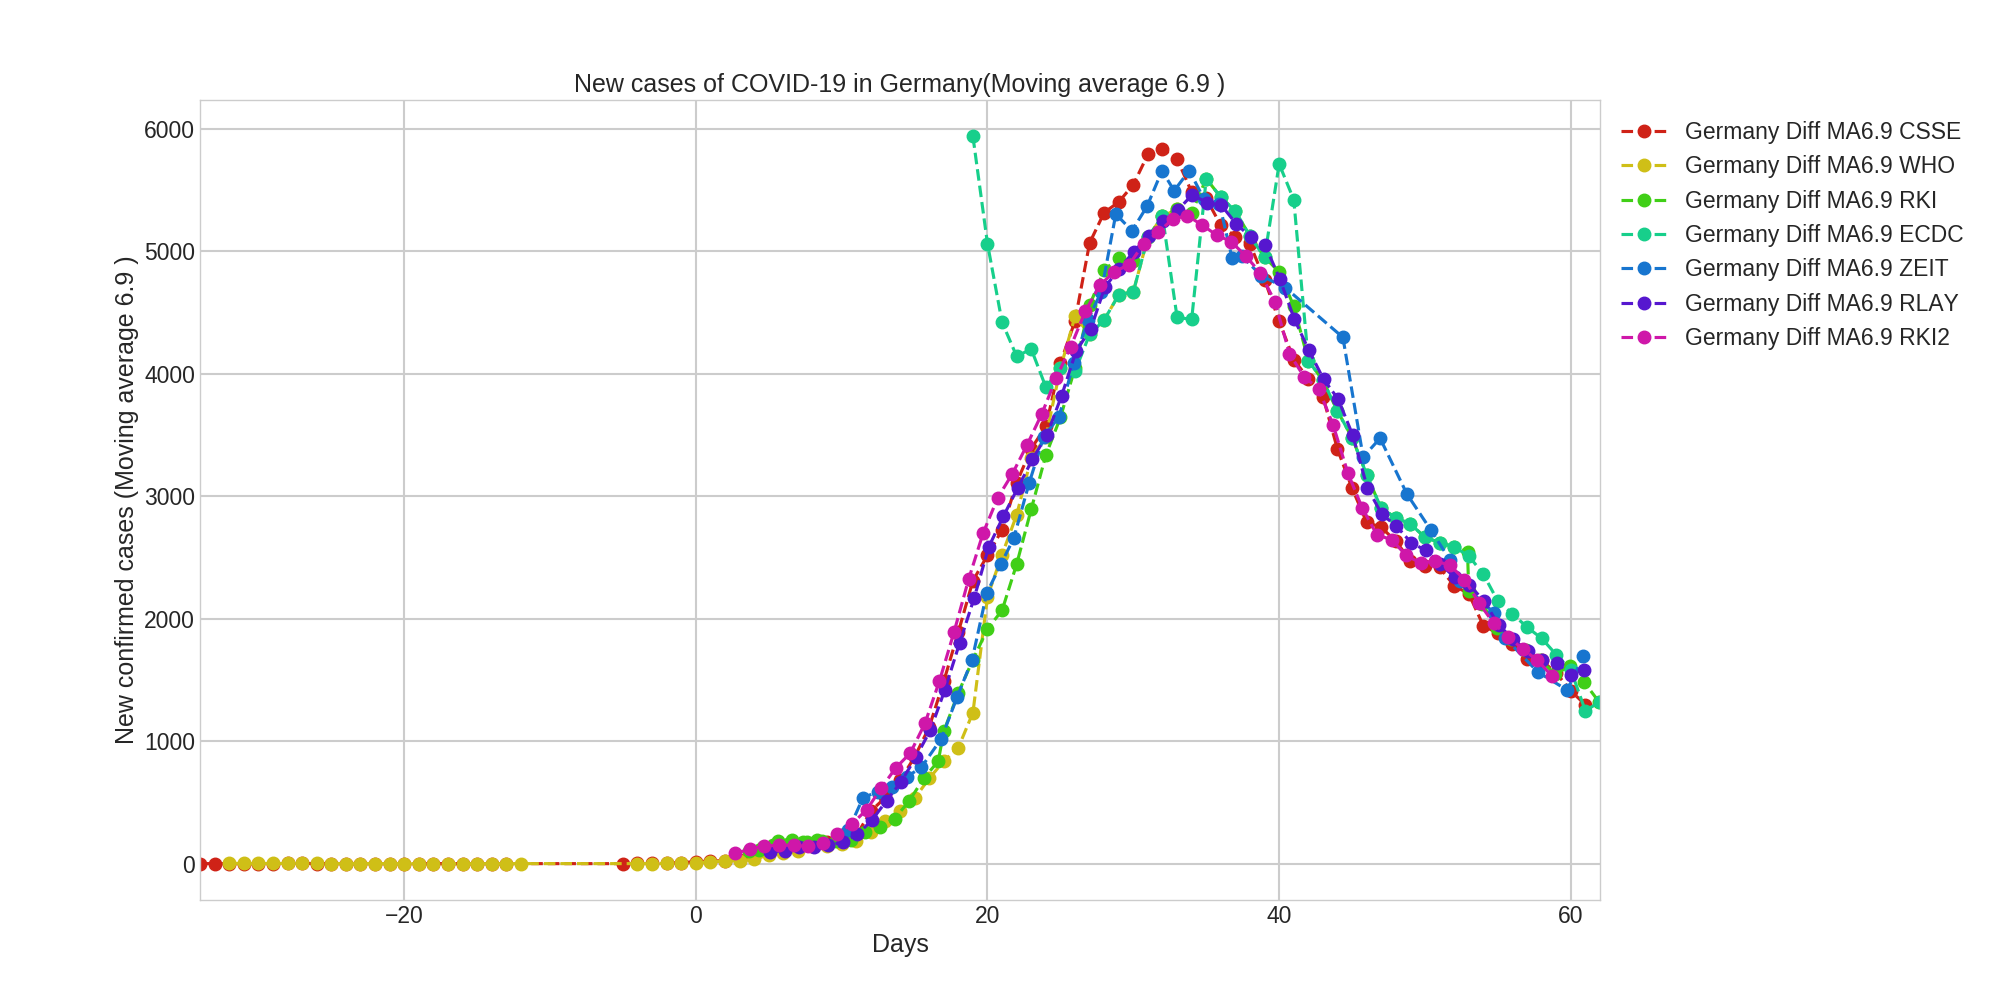 New cases of COVID-19 in Germany(Moving average 6.9 )
New confirmed cases (Moving average 6.9 )
6000
5000
4000
3000
2000
1000
0
−20
0
20
40
60
Days
Germany Diff MA6.9 CSSE
Germany Diff MA6.9 WHO
Germany Diff MA6.9 RKI
Germany Diff MA6.9 ECDC
Germany Diff MA6.9 ZEIT
Germany Diff MA6.9 RLAY
Germany Diff MA6.9 RKI2